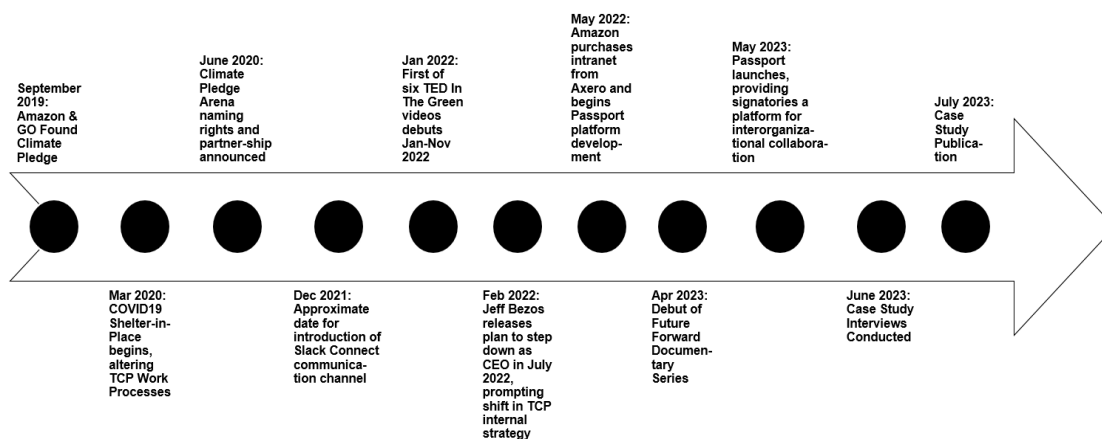 September
2019:
Amazon &
GO Found
Climate
Pledge
Mar 2020:
COVID19
Shelter-in-
Place
begins,
altering
TCP Work
Processes
June 2020:
Climate
Pledge
Arena
naming
rights and
partner-ship
announced
Dec 2021:
Approximate
date for
introduction of
Slack Connect
communica-
tion channel
Jan 2022:
First of
six TED In
The Green
videos
debuts
Jan-Nov
2022
Feb 2022:
Jeff Bezos
releases
plan to step
down as
CEO in July
2022,
prompting
shift in TCP
internal
strategy
May 2022:
Amazon
purchases
intranet
from
Axero and
begins
Passport
platform
develop-
ment
Apr 2023:
Debut of
Future
Forward
Documen-
tary
Series
May 2023:
Passport
launches,
providing
signatories a
platform for
interorganiza-
tional collabora-
tion
June 2023:
Case Study
Interviews
Conducted
July 2023:
Case
Study
Publica-
tion